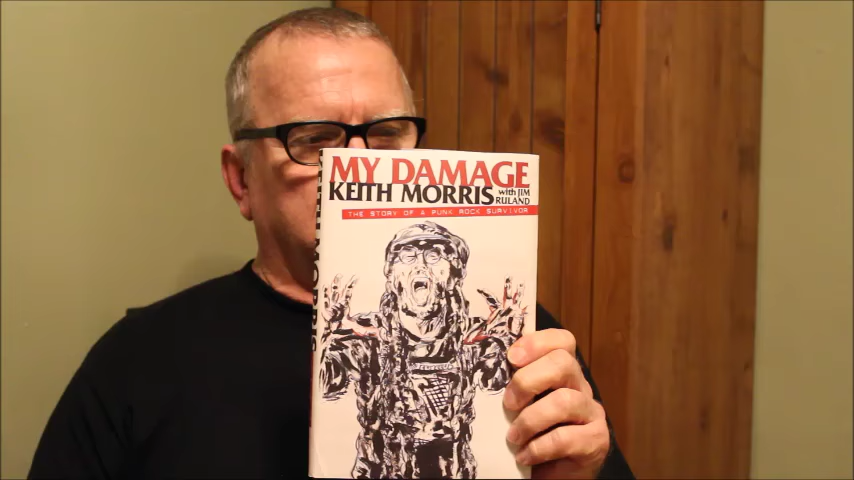 MY DAMAGE
KEITH MORRIS with JIM RULAND
THE STORY OF A PUNK ROCK SURVIVOR